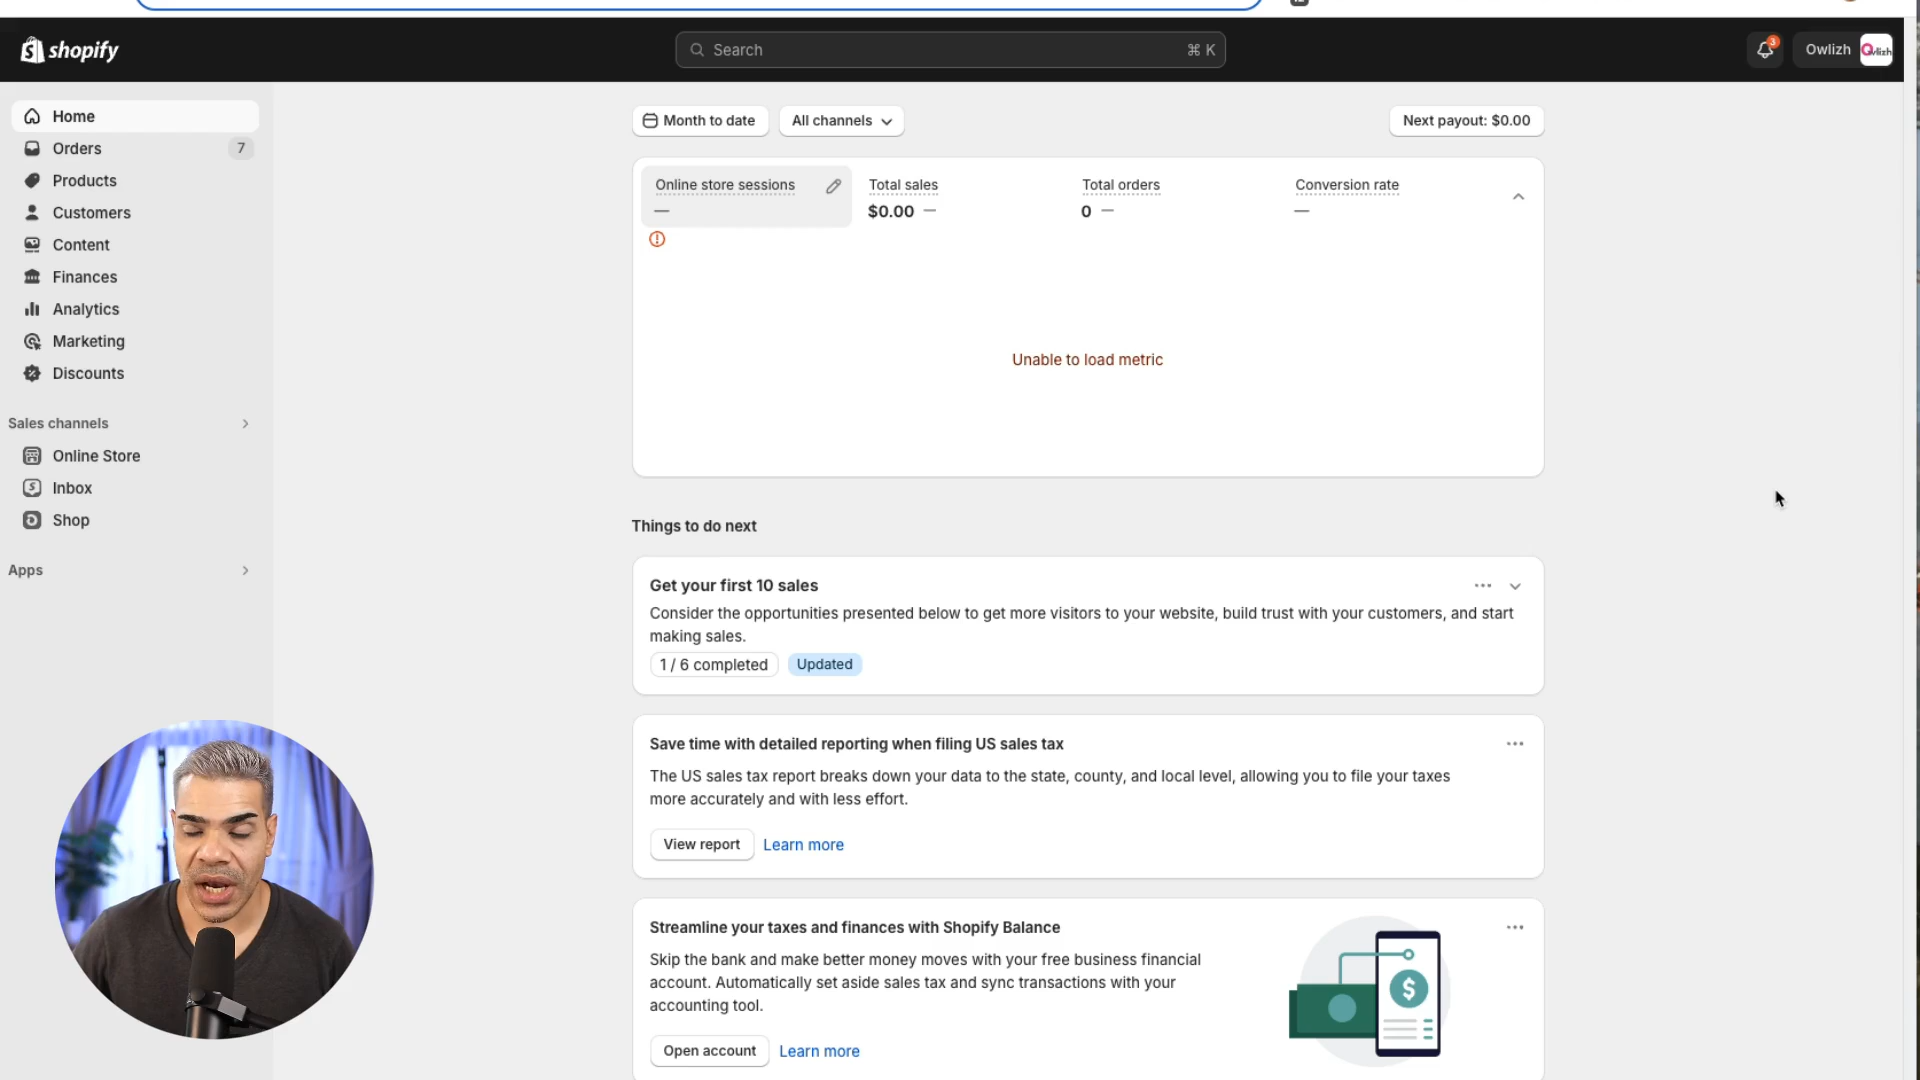 shopify
Search
⌘ K
3
Owlizh
Owlizh
Home
Orders
7
Products
Customers
Content
Finances
Analytics
Marketing
Discounts
Sales channels
Online Store
Inbox
Shop
Apps
Month to date
All channels
Next payout: $0.00
Online store sessions
—
Total sales
$0.00 —
Total orders
0 —
Conversion rate
—
Unable to load metric
Things to do next
Get your first 10 sales
Consider the opportunities presented below to get more visitors to your website, build trust with your customers, and start
making sales.
1 / 6 completed
Updated
Save time with detailed reporting when filing US sales tax
The US sales tax report breaks down your data to the state, county, and local level, allowing you to file your taxes
more accurately and with less effort.
View report
Learn more
Streamline your taxes and finances with Shopify Balance
Skip the bank and make better money moves with your free business financial
account. Automatically set aside sales tax and sync transactions with your
accounting tool.
$
Open account
Learn more